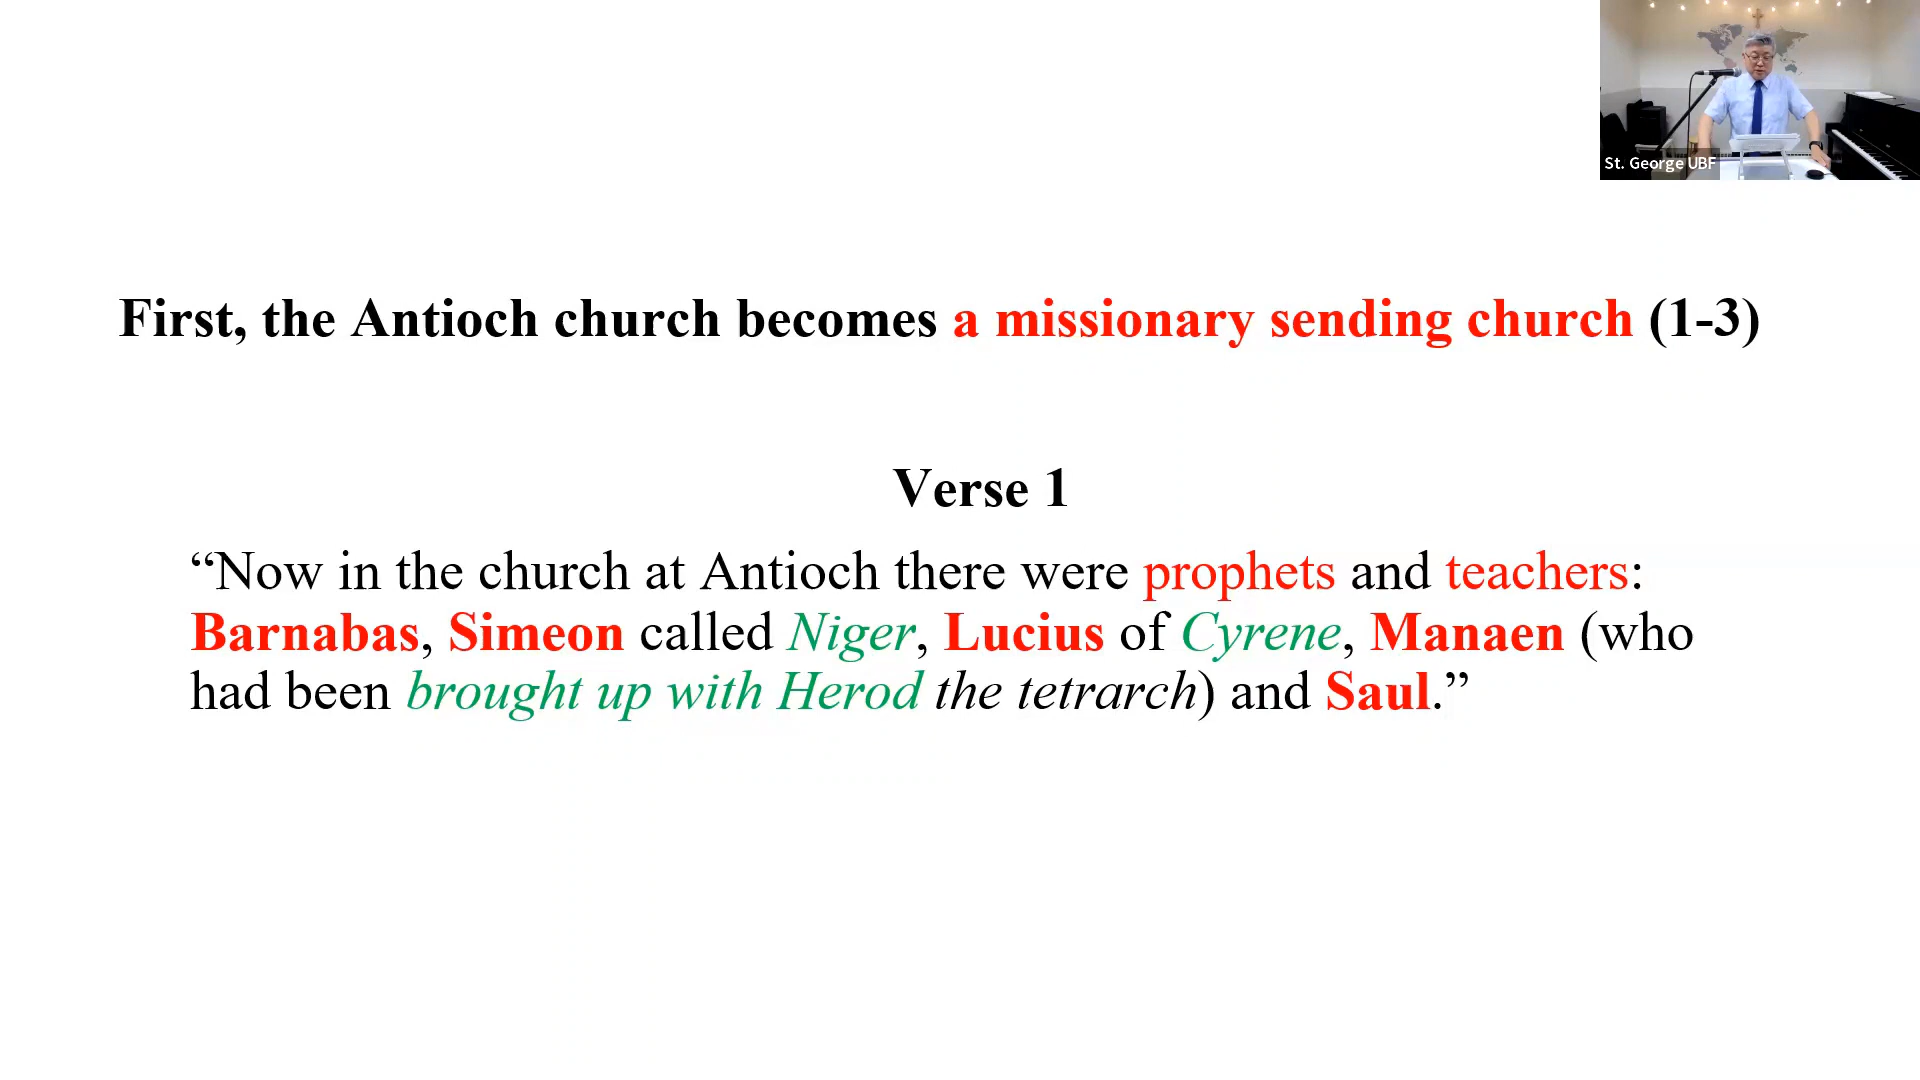 St. George UBF
First, the Antioch church becomes a missionary sending church (1-3)
Verse 1
“Now in the church at Antioch there were prophets and teachers:
Barnabas, Simeon called Niger, Lucius of Cyrene, Manaen (who
had been brought up with Herod the tetrarch) and Saul.”